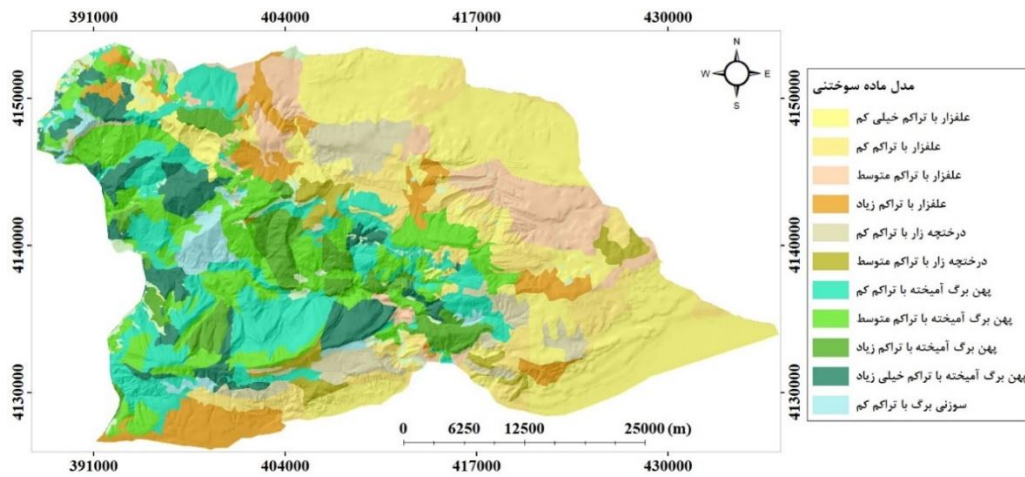 391000 404000 417000 430000
N
W E
S
4150000 4150000
4140000 4140000
4130000 4130000
مدل ماده سوختنی
علفزار با تراکم خیلی کم
علفزار با تراکم کم
علفزار با تراکم متوسط
علفزار با تراکم زیاد
درختچه زار با تراکم کم
درختچه زار با تراکم متوسط
پهن برگ آمیخته با تراکم کم
پهن برگ آمیخته با تراکم متوسط
پهن برگ آمیخته با تراکم زیاد
پهن برگ آمیخته با تراکم خیلی زیاد
سوزنی برگ با تراکم کم
0 6250 12500 25000 (m)
391000 404000 417000 430000